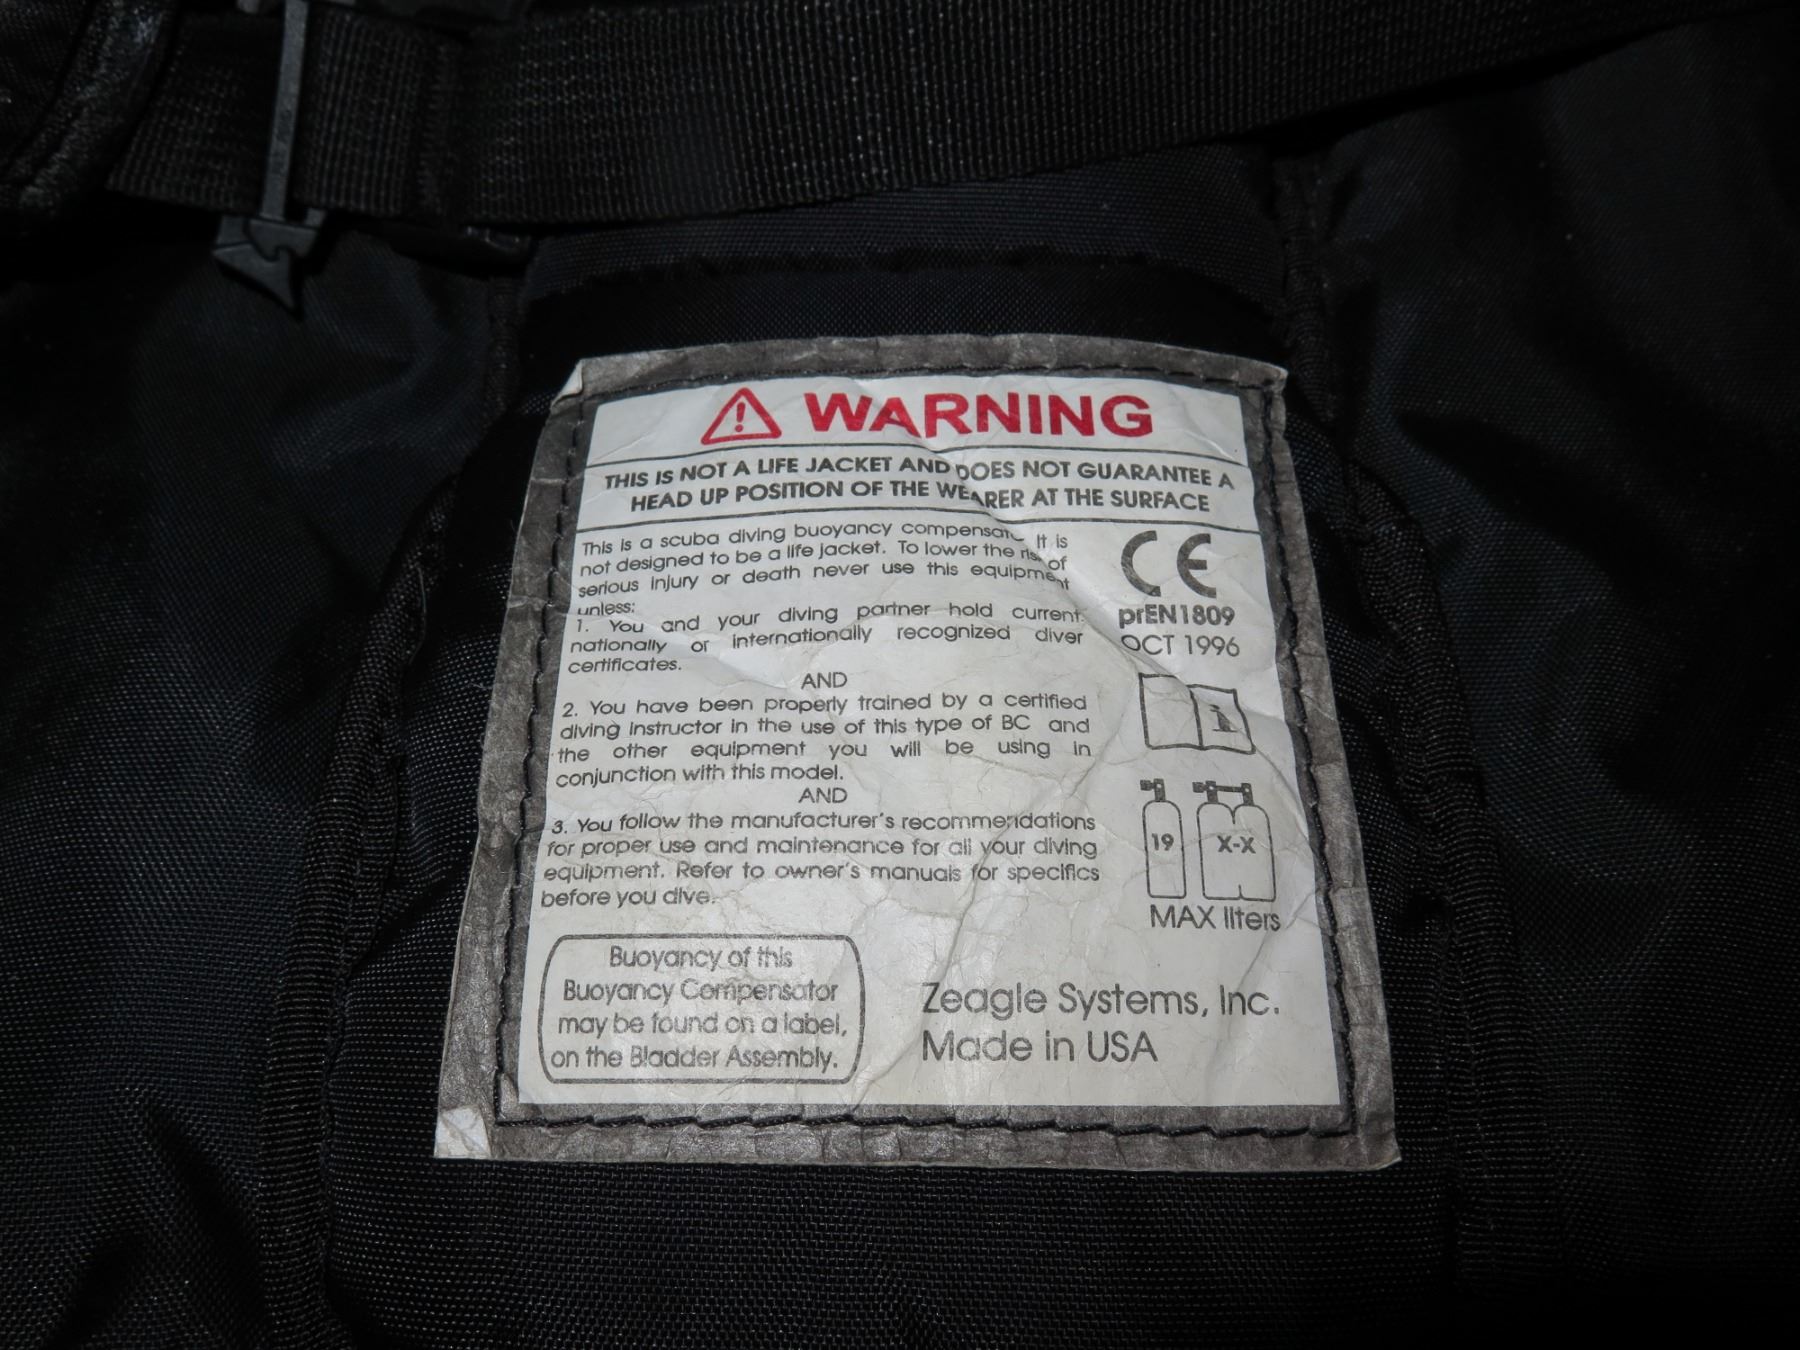 WARNING
THIS IS NOT A LIFE JACKET AND DOES NOT GUARANTEE A
HEAD UP POSITION OF THE WEARER AT THE SURFACE
This is a scuba diving buoyancy compensator. It is
not designed to be a life jacket. To lower the risk of
serious injury or death never use this equipment
unless:
1. You and your diving partner hold current
nationally or internationally recognized diver
certificates.
AND
2. You have been properly trained by a certified
diving instructor in the use of this type of BC and
the other equipment you will be using in
conjunction with this model.
AND
3. You follow the manufacturer's recommendations
for proper use and maintenance for all your diving
equipment. Refer to owner's manuals for specifics
before you dive.
CE
prEN1809
OCT 1996
i
19 X-X
MAX liters
Buoyancy of this
Buoyancy Compensator
may be found on a label,
on the Bladder Assembly.
Zeagle Systems, Inc.
Made in USA